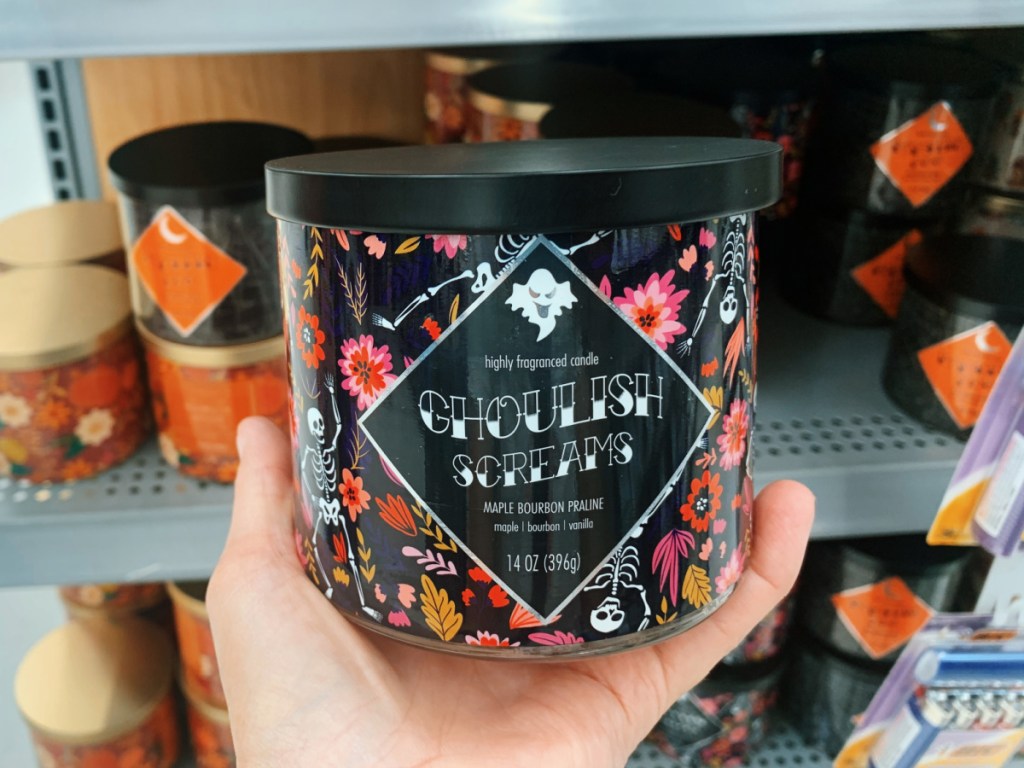 highly fragranced candle
GHOULISH
SCREAMS
MAPLE BOURBON PRALINE
maple | bourbon | vanilla
14 OZ (396g)